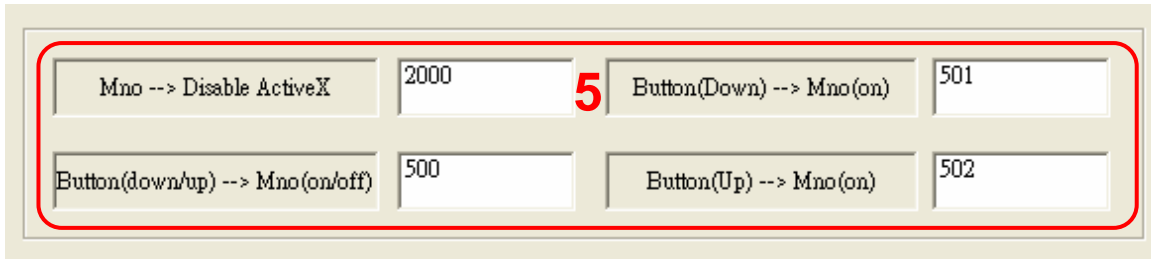 Mno --> Disable ActiveX 2000 5 Button(Down) --> Mno(on) 501
Button(down/up) --> Mno(on/off) 500 Button(Up) --> Mno(on) 502